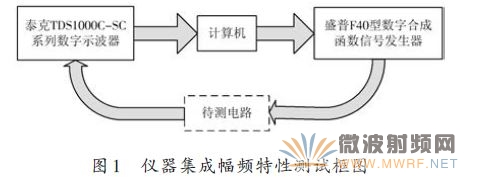 泰克TDS1000C-SC
系列数字示波器
计算机
盛普F40型数字合成
函数信号发生器
待测电路
微波射频网
WWW.MWRF.NET
图1 仪器集成幅频特性测试框图